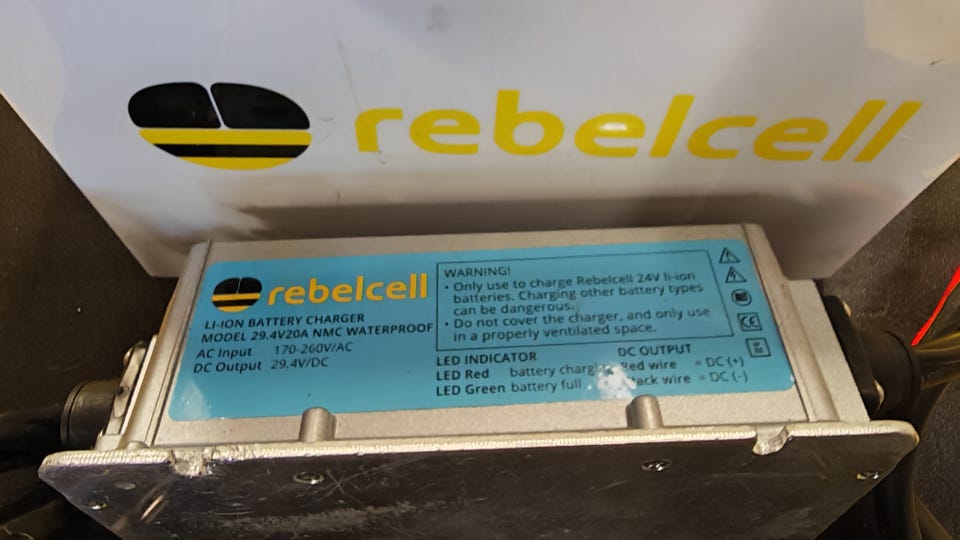 rebelcell
rebelcell
LI-ION BATTERY CHARGER
MODEL 29.4V20A NMC WATERPROOF
AC Input 170-260V/AC
DC Output 29.4V/DC
WARNING!
• Only use to charge Rebelcell 24V li-ion
batteries. Charging other battery types
can be dangerous.
• Do not cover the charger, and only use
in a properly ventilated space.
LED INDICATOR
LED Red battery
LED Green battery full
DC OUTPUT
Red wire = DC (+)
wire = DC (-)
CE